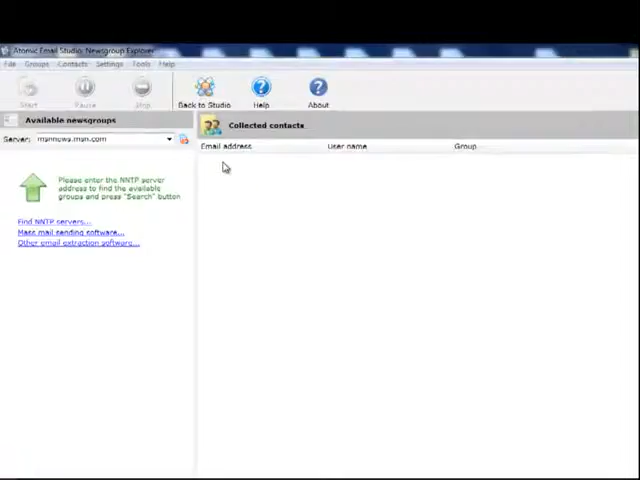 Atomic Email Studio: Newsgroup Explorer
File Groups Contacts Settings Tools Help
Start Pause Stop Back to Studio Help About
Available newsgroups
Collected contacts
Server: msnnews.msn.com
Email address User name Group
Please enter the NNTP server
address to find the available
groups and press "Search" button
Find NNTP servers...
Mass mail sending software...
Other email extraction software...